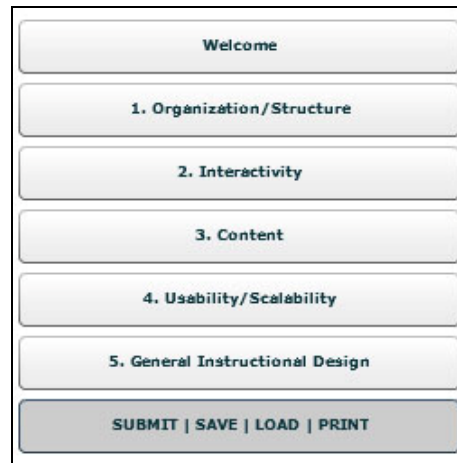 Welcome
1. Organization/Structure
2. Interactivity
3. Content
4. Usability/Scalability
5. General Instructional Design
SUBMIT | SAVE | LOAD | PRINT